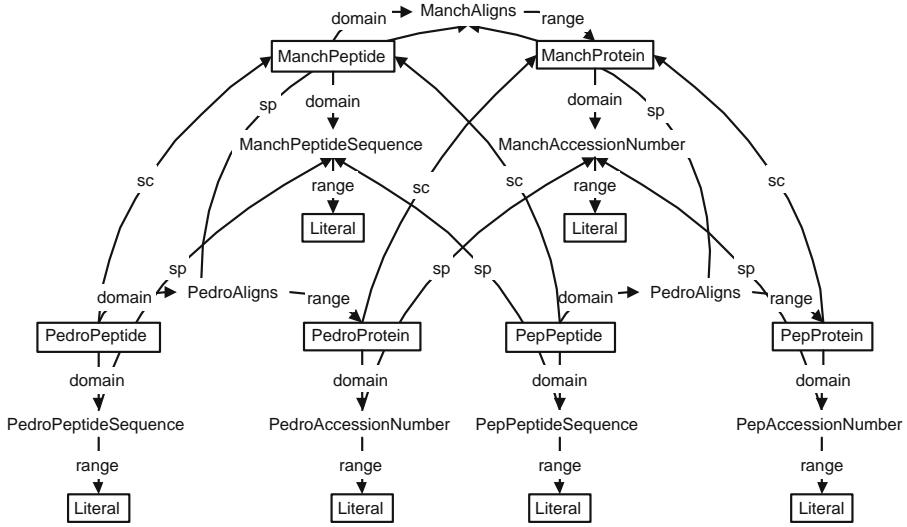 ManchAligns
domain
range
ManchPeptide
ManchProtein
domain
domain
sp
sp
ManchPeptideSequence
ManchAccessionNumber
range
range
sc
sc
sc
sc
Literal
Literal
sp
sp
sp
sp
domain
PedroAligns
range
domain
PedroAligns
range
PedroPeptide
PedroProtein
PepPeptide
PepProtein
domain
domain
domain
domain
PedroPeptideSequence
PedroAccessionNumber
PepPeptideSequence
PepAccessionNumber
range
range
range
range
Literal
Literal
Literal
Literal